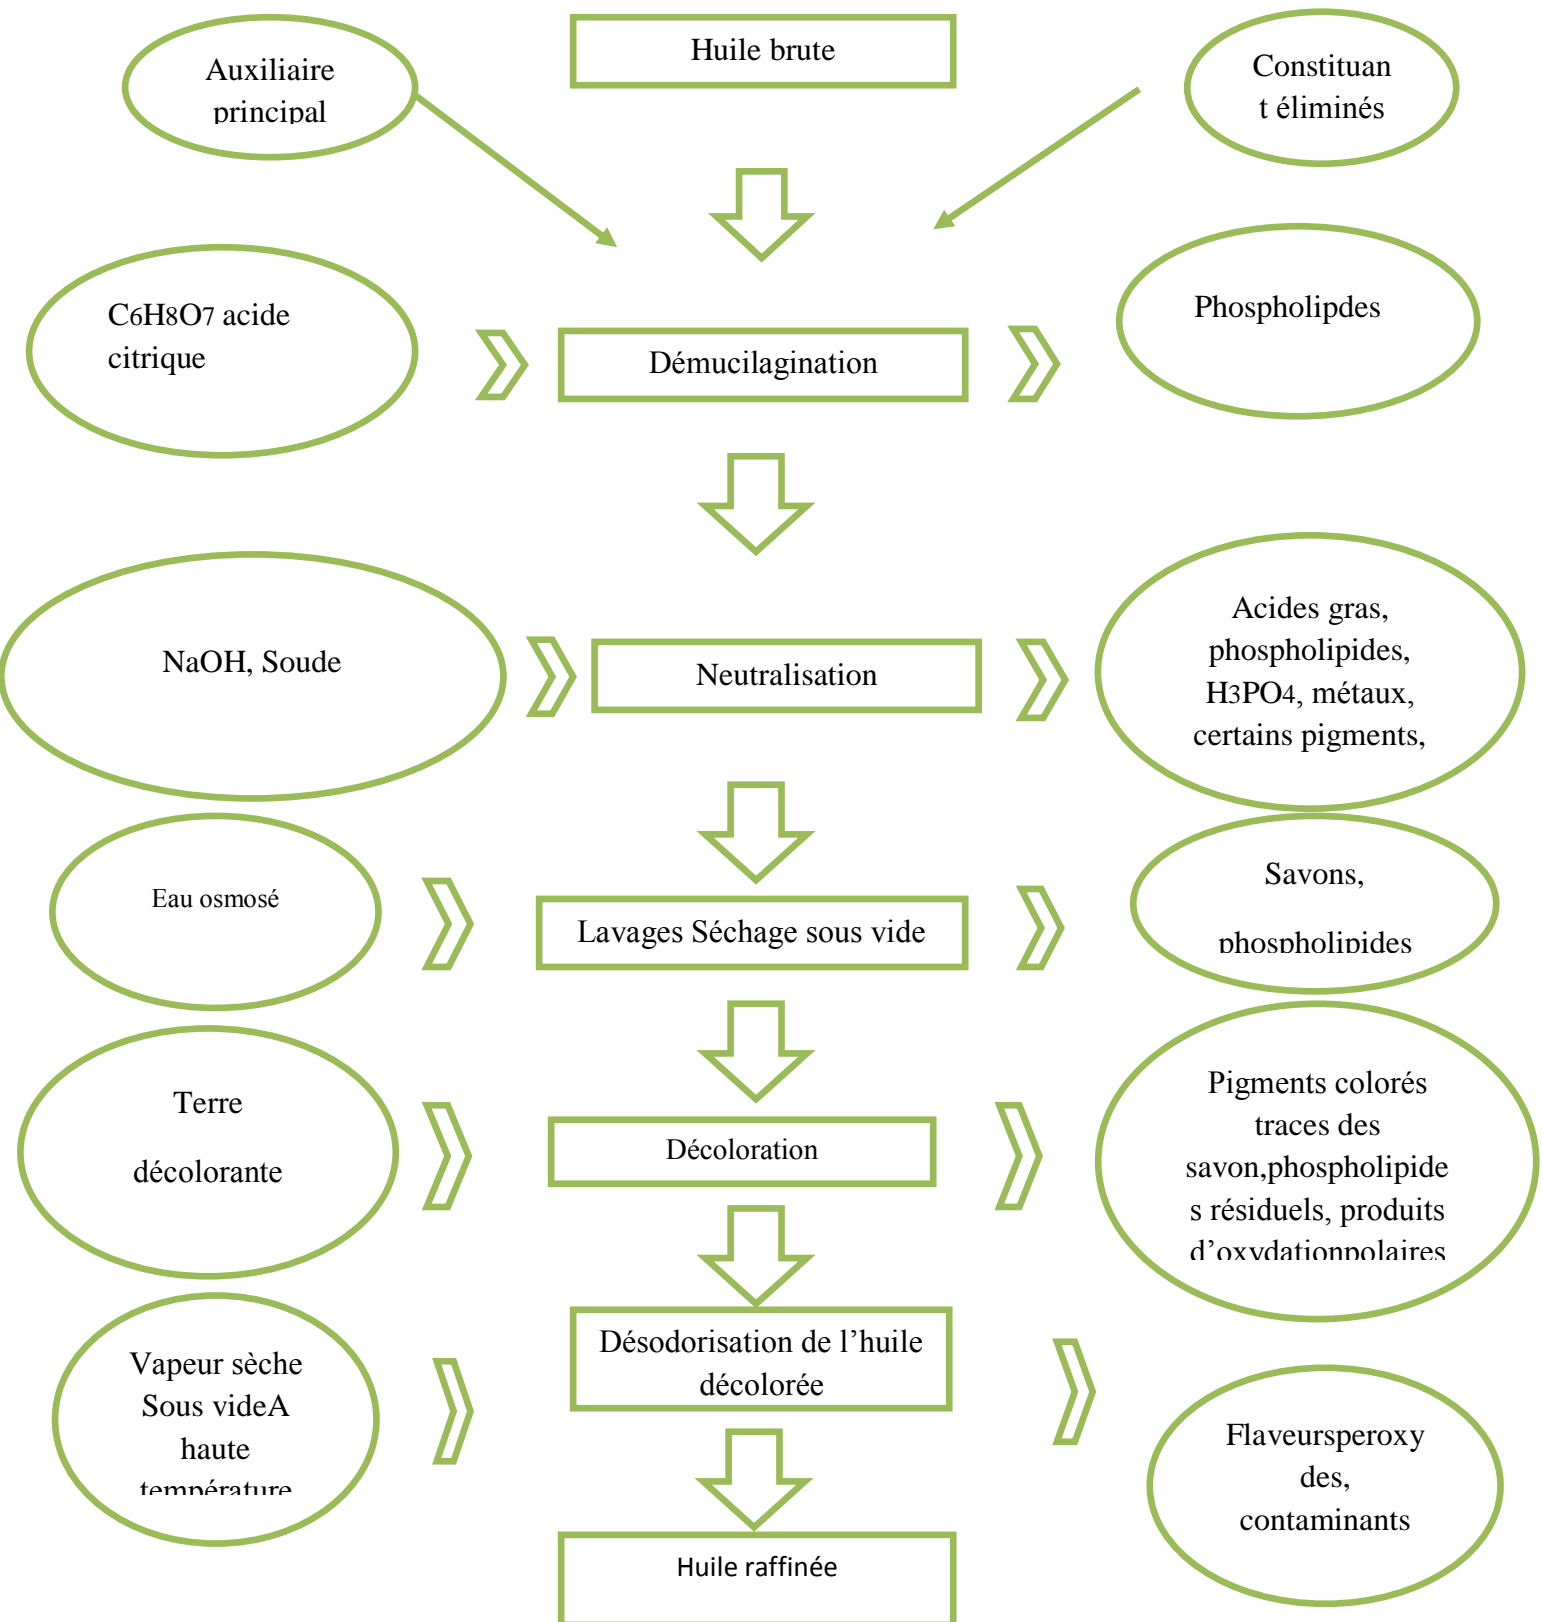 Huile brute
Auxiliaire
principal
Constituan
t éliminés
C6H8O7 acide
citrique
Démucilagination
Phospholipdes
NaOH, Soude
Neutralisation
Acides gras,
phospholipides,
H3PO4, métaux,
certains pigments,
Eau osmosé
Lavages Séchage sous vide
Savons,
phospholipides
Terre
décolorante
Décoloration
Pigments colorés
traces des
savon,phospholipide
s résiduels, produits
d’oxydationpolaires
Vapeur sèche
Sous videA
haute
température
Désodorisation de l’huile
décolorée
Flaveursperoxy
des,
contaminants
Huile raffinée